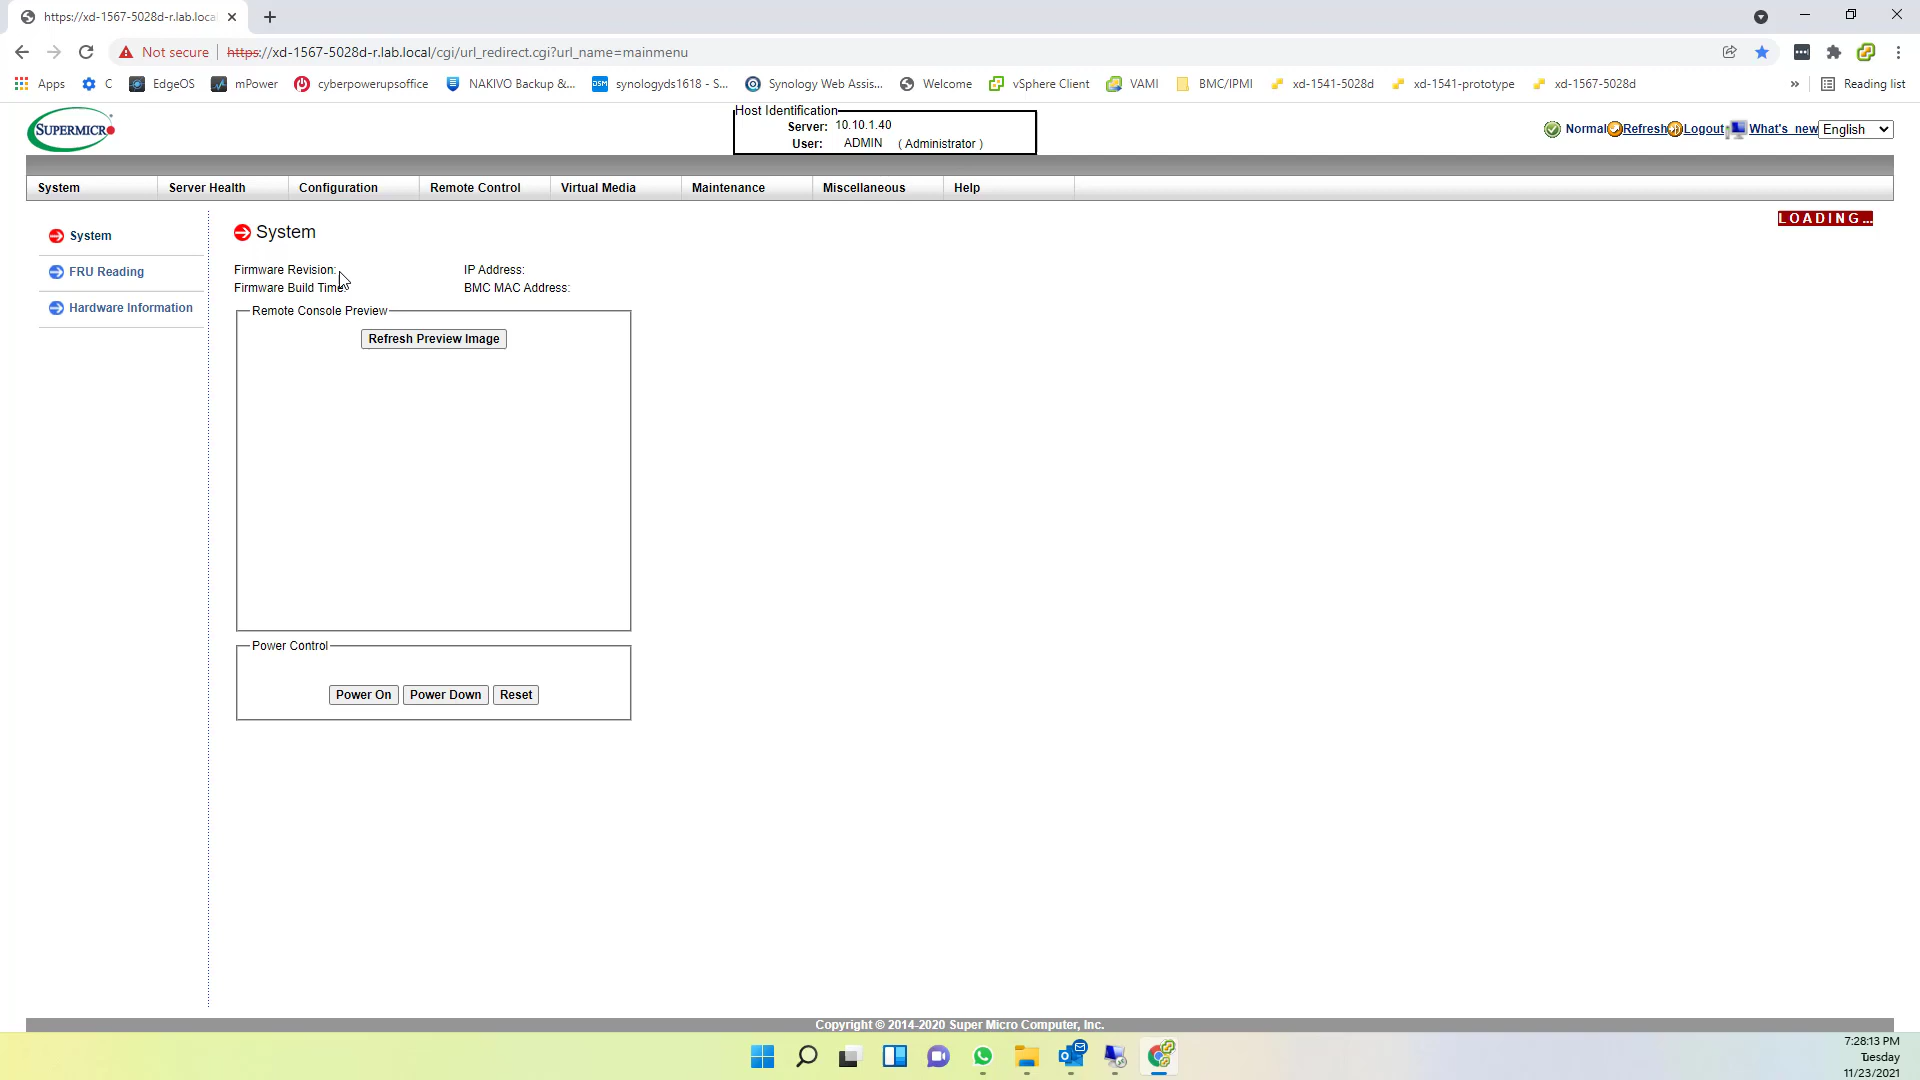 https://xd-1567-5028d-r.lab.loca
Not secure https://xd-1567-5028d-r.lab.local/cgi/url_redirect.cgi?url_name=mainmenu
Apps C EdgeOS mPower cyberpowerupsoffice NAKIVO Backup &... synologyds1618 - S... Synology Web Assis... Welcome vSphere Client VAMI BMC/IPMI xd-1541-5028d xd-1541-prototype xd-1567-5028d » Reading list
SUPERMICR
Host Identification
Server: 10.10.1.40
User: ADMIN ( Administrator )
Normal Refresh Logout What's new English
System Server Health Configuration Remote Control Virtual Media Maintenance Miscellaneous Help
LOADING...
System
FRU Reading
Hardware Information
System
Firmware Revision: IP Address:
Firmware Build Time: BMC MAC Address:
Remote Console Preview
Refresh Preview Image
Power Control
Power On Power Down Reset
Copyright © 2014-2020 Super Micro Computer, Inc.
7:28:13 PM
Tuesday
11/23/2021